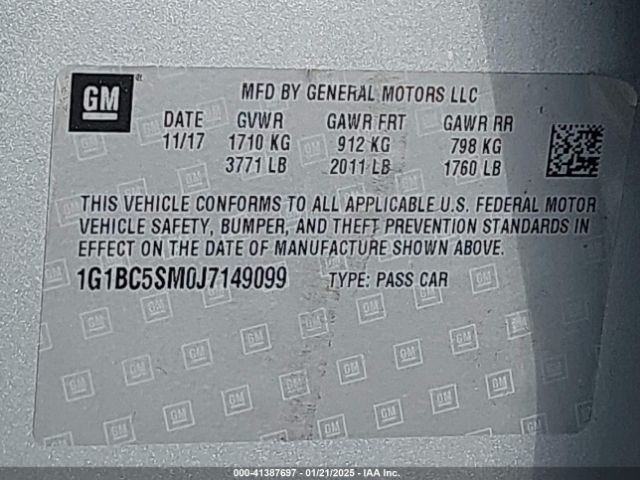 GM
MFD BY GENERAL MOTORS LLC
DATE GVWR GAWR FRT GAWR RR
11/17 1710 KG 912 KG 798 KG
3771 LB 2011 LB 1760 LB
THIS VEHICLE CONFORMS TO ALL APPLICABLE U.S. FEDERAL MOTOR
VEHICLE SAFETY, BUMPER, AND THEFT PREVENTION STANDARDS IN
EFFECT ON THE DATE OF MANUFACTURE SHOWN ABOVE.
1G1BC5SM0J7149099 TYPE: PASS CAR
000-41387697 - 01/21/2025 - IAA Inc.